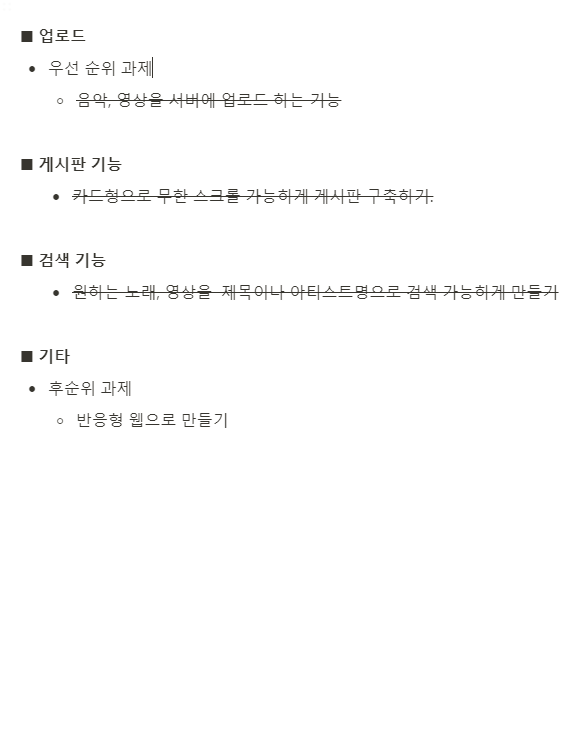 ■ 업로드
• 우선 순위 과제
○ 음악, 영상을 서버에 업로드 하는 기능
■ 게시판 기능
• 카드형으로 무한 스크롤 가능하게 게시판 구축하기.
■ 검색 기능
• 원하는 노래, 영상을 제목이나 아티스트명으로 검색 가능하게 만들기
■ 기타
• 후순위 과제
○ 반응형 웹으로 만들기